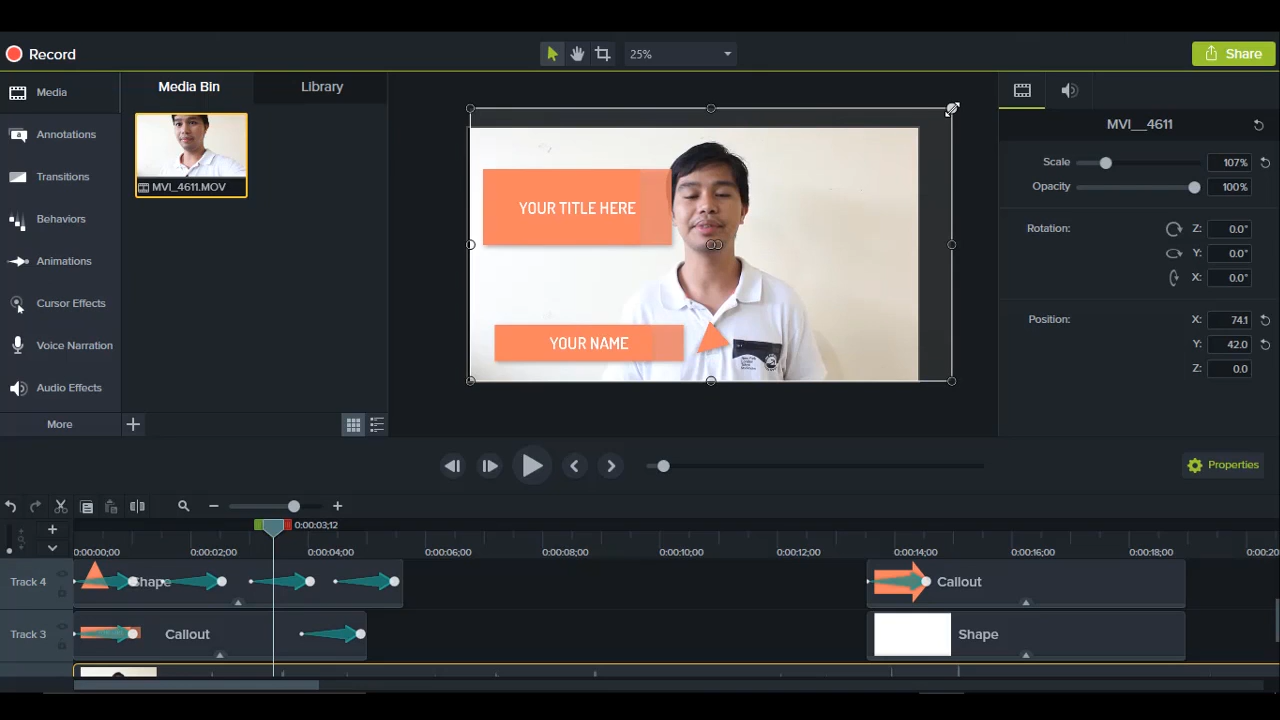 Record
25%
Share
Media
Media Bin
Library
Annotations
Transitions
Behaviors
Animations
Cursor Effects
Voice Narration
Audio Effects
More
MVI_4611.MOV
YOUR TITLE HERE
YOUR NAME
MVI__4611
Scale 107%
Opacity 100%
Rotation: Z: 0.0°
Y: 0.0°
X: 0.0°
Position: X: 74.1
Y: 42.0
Z: 0.0
Properties
0:00:03;12
0:00:00;00 0:00:02;00 0:00:04;00 0:00:06;00 0:00:08;00 0:00:10;00 0:00:12;00 0:00:14;00 0:00:16;00 0:00:18;00 0:00:20
Track 4 Shape Callout
Track 3 Callout Shape